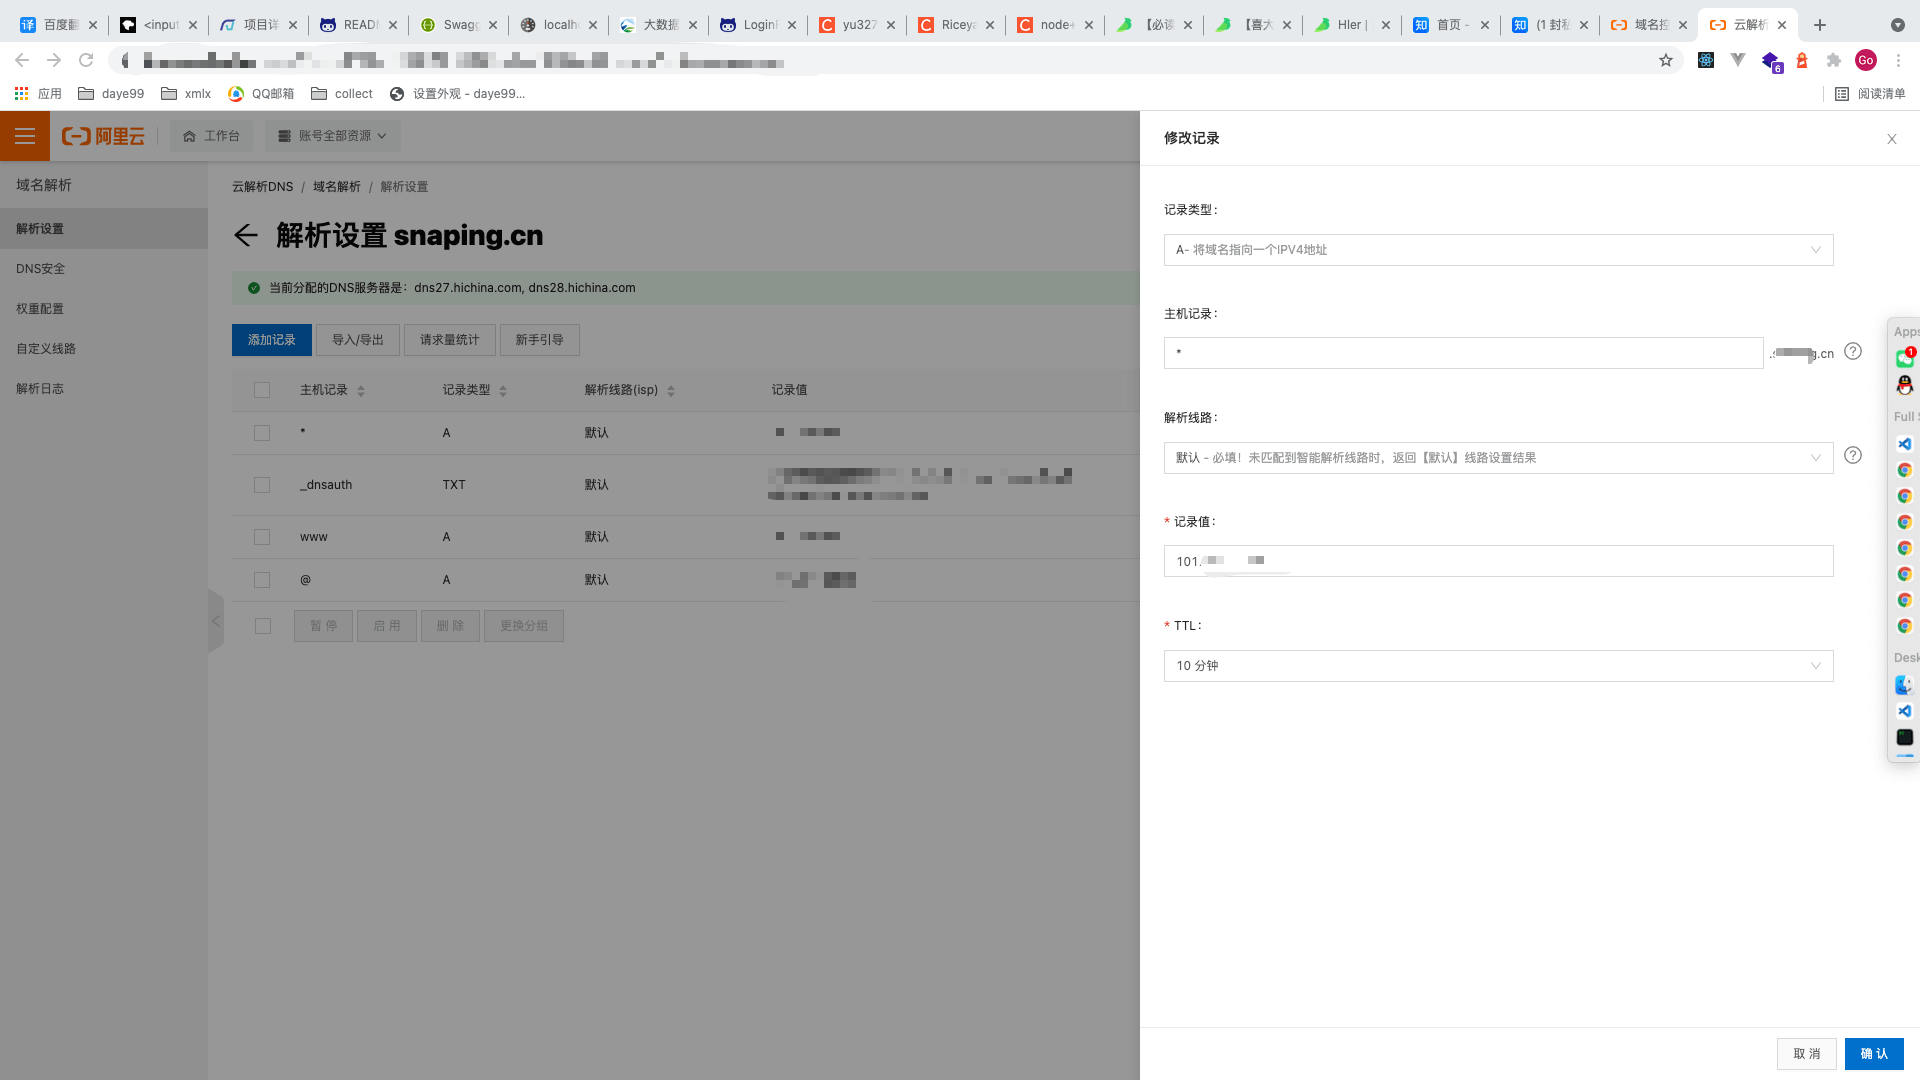 百度翻
<input
项目详
READM
Swagg
localho
大数据
LoginF
yu327
Riceya
node+
【必读
【喜大
Hler |
首页 -
(1 封私
域名控
云解析
Go
6
应用
daye99
xmlx
QQ邮箱
collect
设置外观 - daye99...
阅读清单
阿里云
工作台
账号全部资源
域名解析
解析设置
DNS安全
权重配置
自定义线路
解析日志
云解析DNS / 域名解析 / 解析设置
解析设置 snaping.cn
当前分配的DNS服务器是：dns27.hichina.com, dns28.hichina.com
添加记录 导入/导出 请求量统计 新手引导
主机记录 记录类型 解析线路(isp) 记录值
* A 默认
_dnsauth TXT 默认
www A 默认
@ A 默认
暂 停 启 用 删 除 更换分组
修改记录
记录类型：
A- 将域名指向一个IPV4地址
主机记录：
*
g.cn
解析线路：
默认 - 必填！未匹配到智能解析线路时，返回【默认】线路设置结果
* 记录值：
101.
* TTL：
10 分钟
取 消 确 认
Apps
1
Full S
Desk